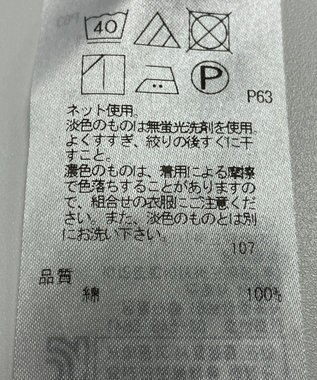 40
P
P63
ネット使用。
淡色のものは無蛍光洗剤を使用。
よくすすぎ、絞りの後すぐに干
すこと。
濃色のものは、着用による摩擦
で色落ちすることがありますの
で、組合せの衣服にご注意くだ
さい。また、淡色のものとは別
にお洗い下さい。
107
品質
綿 100%